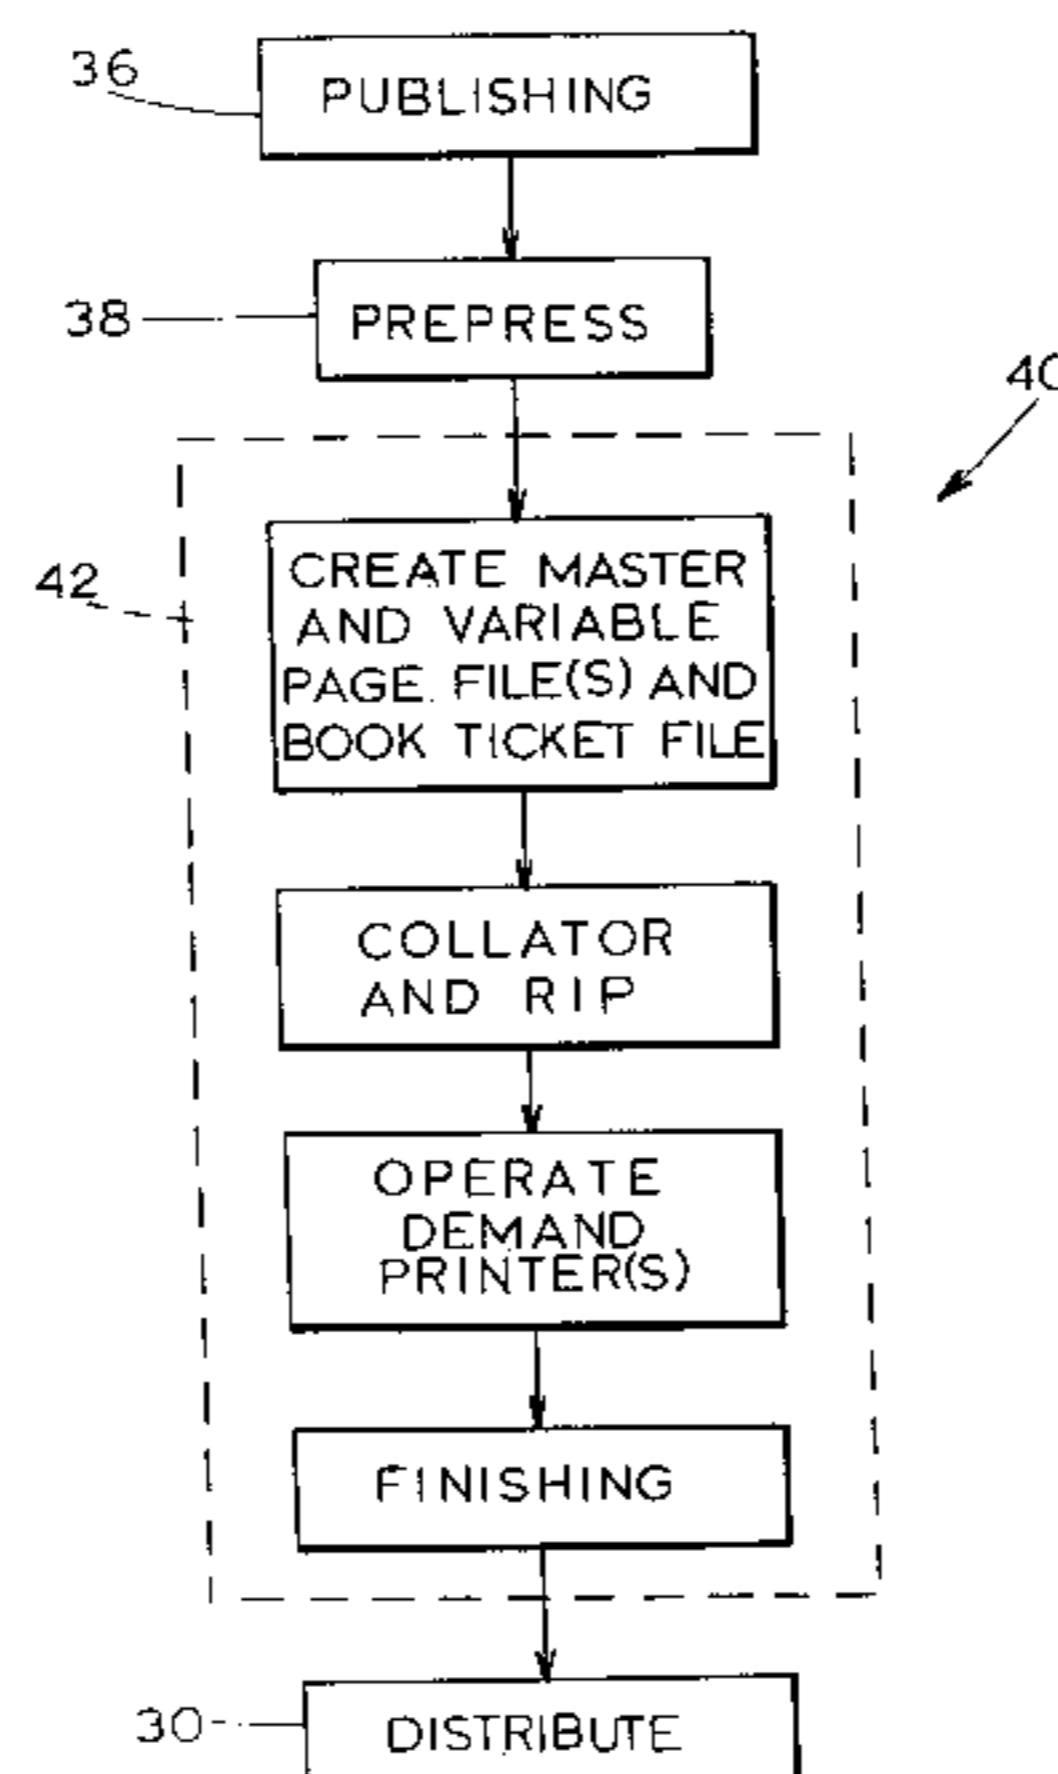 36
PUBLISHING
38
PREPRESS
40
42
CREATE MASTER
AND VARIABLE
PAGE FILE(S) AND
BOOK TICKET FILE
COLLATOR
AND RIP
OPERATE
DEMAND
PRINTER(S)
FINISHING
30
DISTRIBUTE